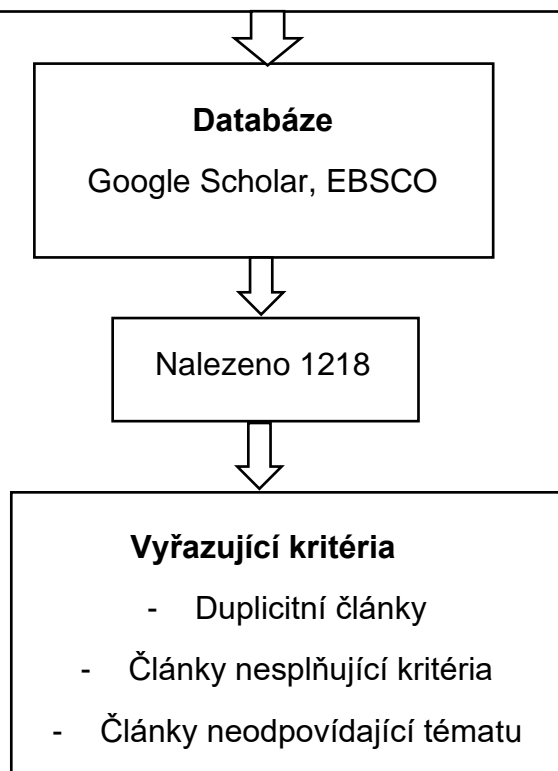 Databáze
Google Scholar, EBSCO
Nalezeno 1218
Vyřazující kritéria
- Duplicitní články
- Články nesplňující kritéria
- Články neodpovídající tématu